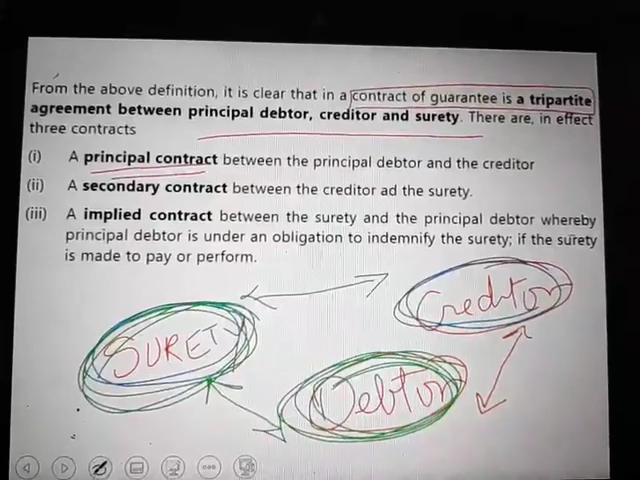 From the above definition, it is clear that in a contract of guarantee is a tripartite
agreement between principal debtor, creditor and surety. There are, in effect
three contracts
(i) A principal contract between the principal debtor and the creditor
(ii) A secondary contract between the creditor ad the surety.
(iii) A implied contract between the surety and the principal debtor whereby
principal debtor is under an obligation to indemnify the surety; if the surety
is made to pay or perform.
Creditor
SURETY
Debtor